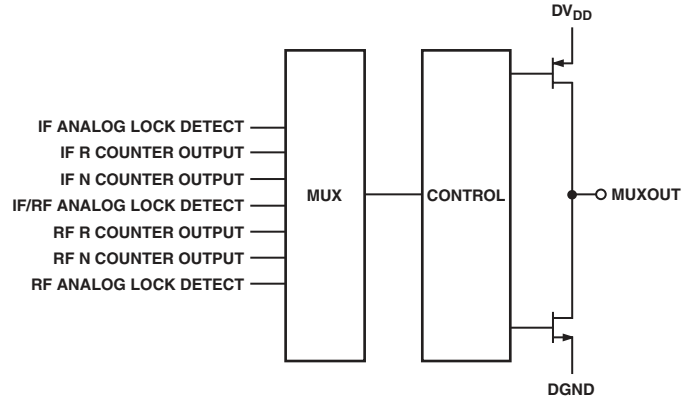 DVDD
IF ANALOG LOCK DETECT
IF R COUNTER OUTPUT
IF N COUNTER OUTPUT
IF/RF ANALOG LOCK DETECT
RF R COUNTER OUTPUT
RF N COUNTER OUTPUT
RF ANALOG LOCK DETECT
MUX
CONTROL
MUXOUT
DGND